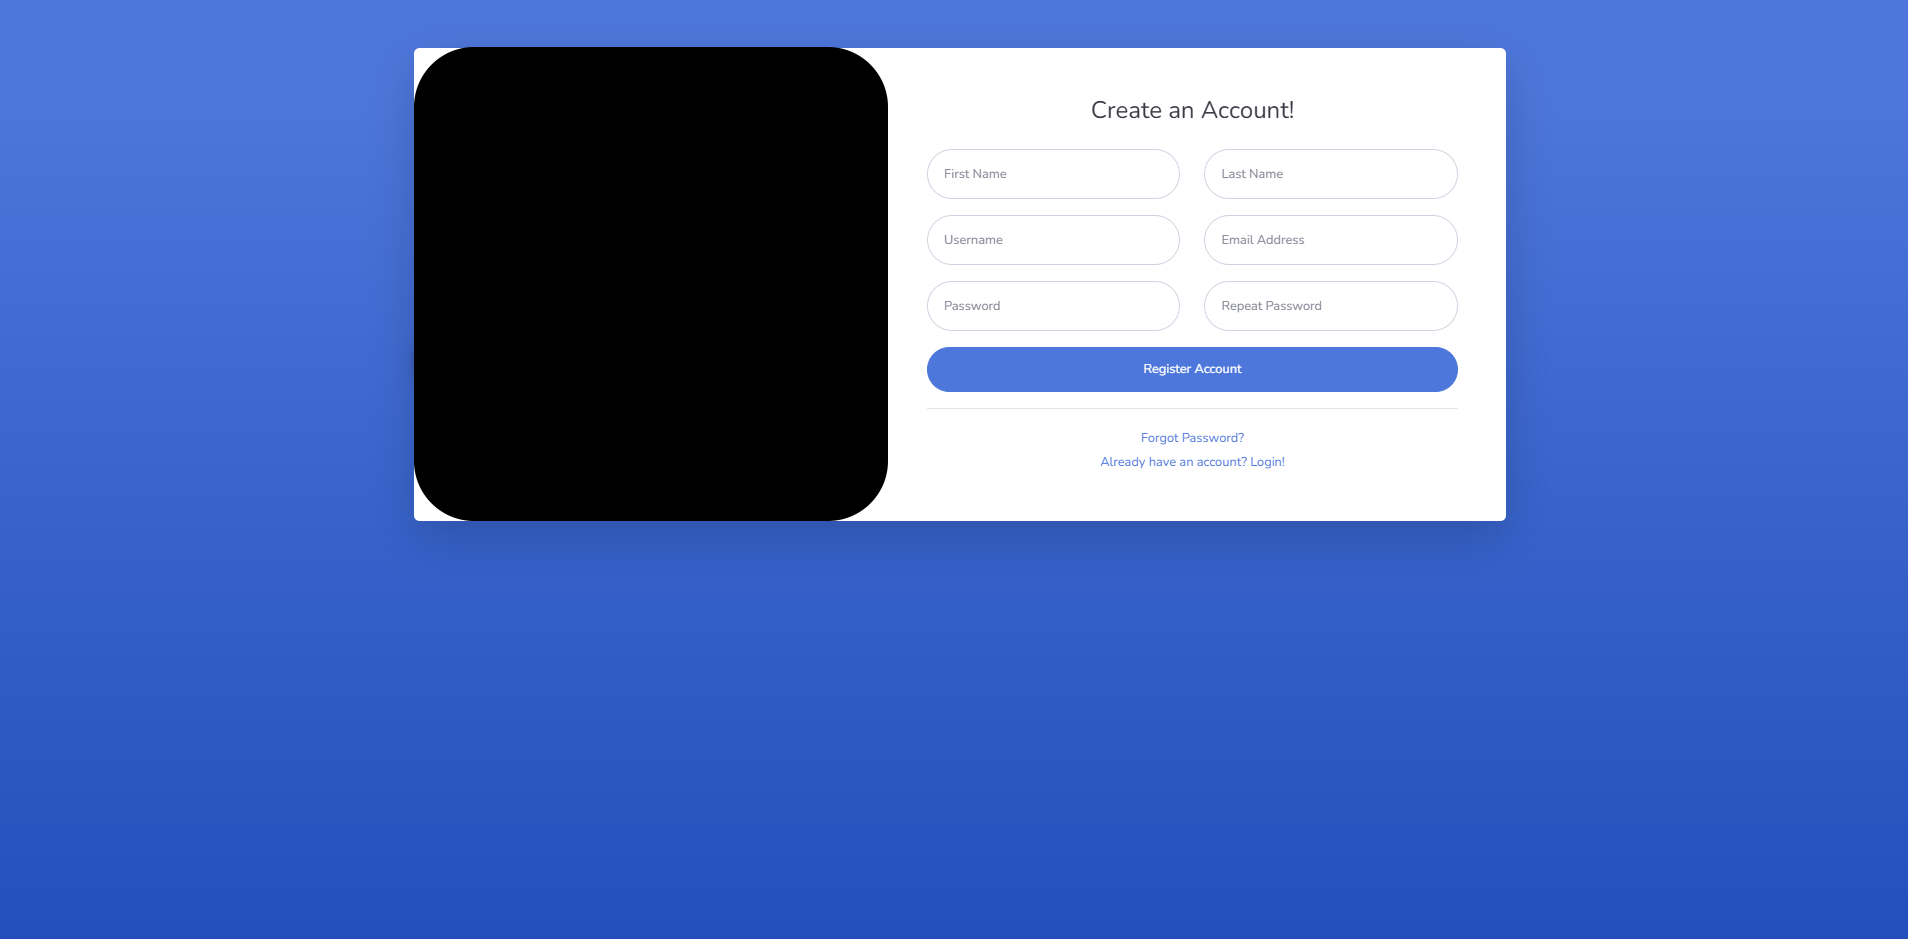 Create an Account!
First Name
Last Name
Username
Email Address
Password
Repeat Password
Register Account
Forgot Password?
Already have an account? Login!